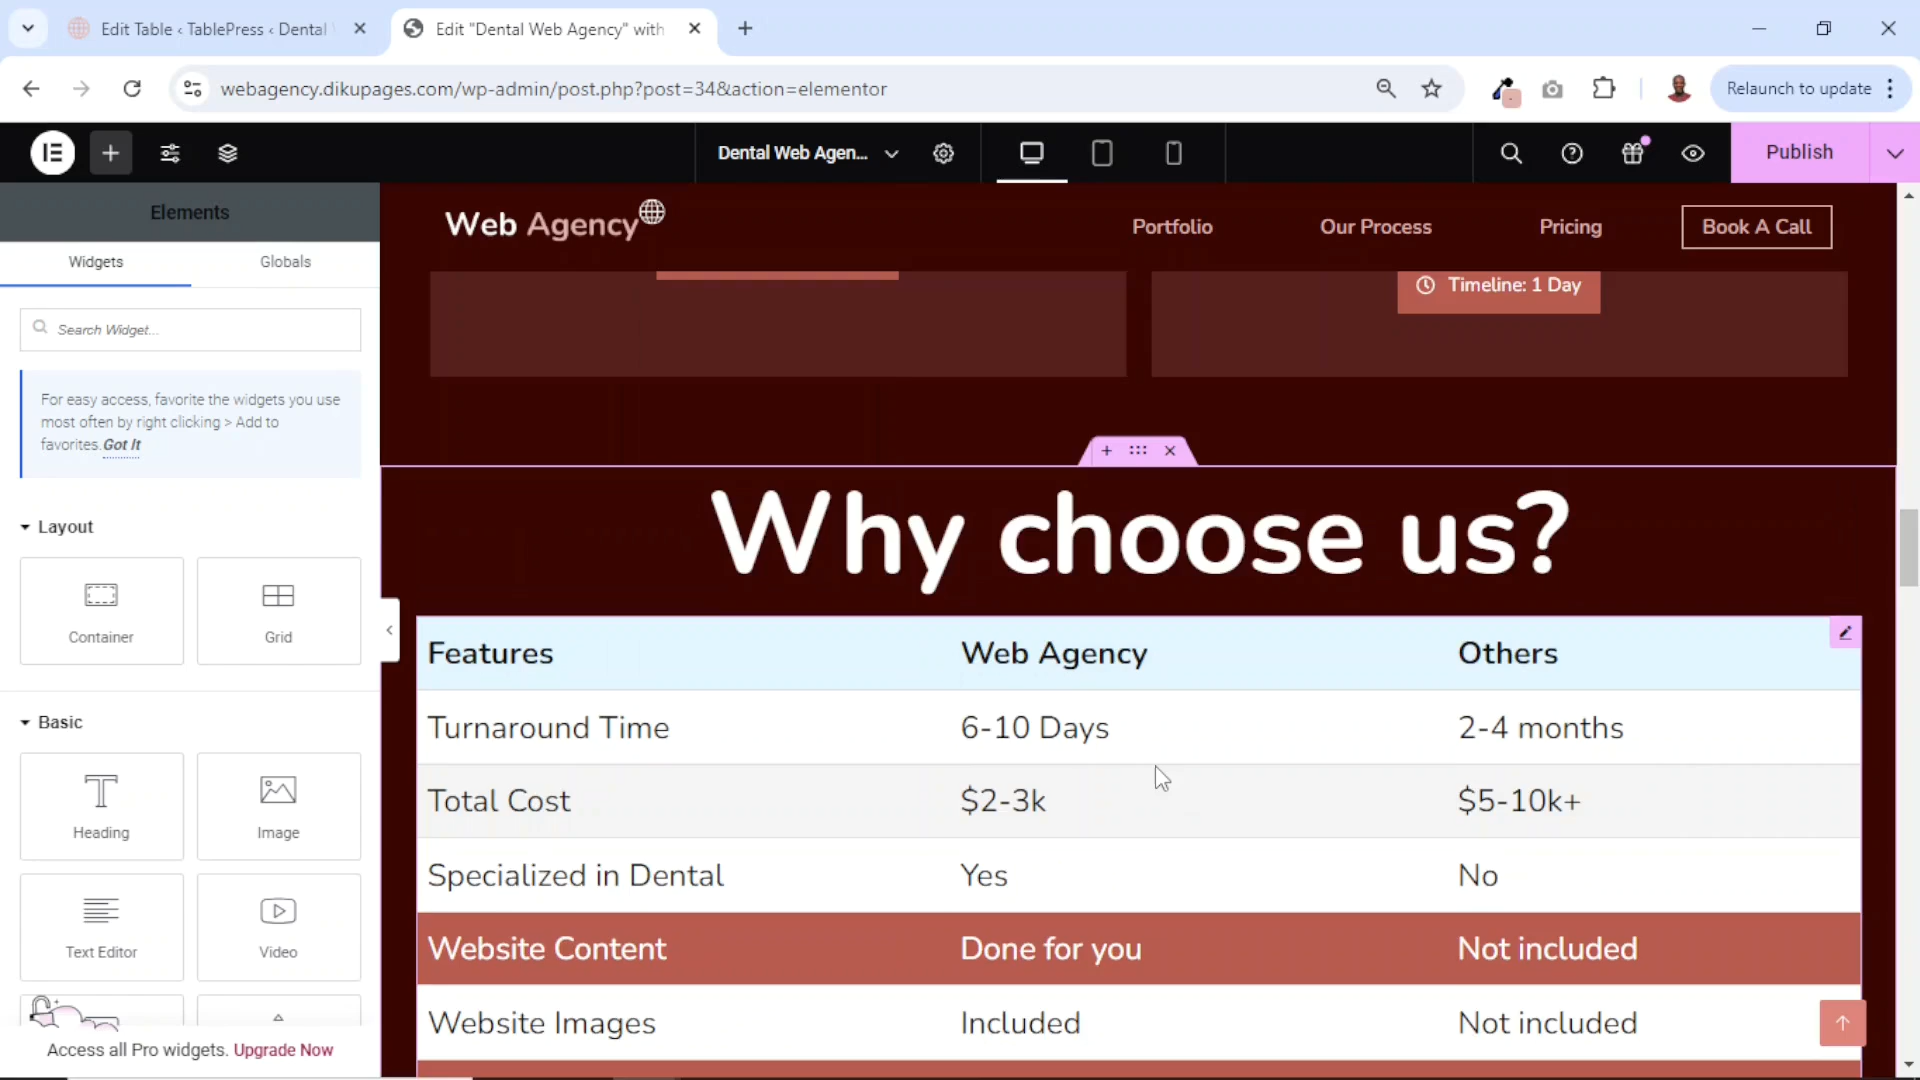 Edit Table ‹ TablePress ‹ Dental
Edit "Dental Web Agency" with
webagency.dikupages.com/wp-admin/post.php?post=34&action=elementor
Relaunch to update
Dental Web Agen...
Publish
Elements
Widgets
Globals
Search Widget...
For easy access, favorite the widgets you use
most often by right clicking > Add to
favorites. Got It
Layout
Container
Grid
Basic
Heading
Image
Text Editor
Video
Access all Pro widgets. Upgrade Now
Web Agency
Portfolio
Our Process
Pricing
Book A Call
Timeline: 1 Day
Why choose us?
Features Web Agency Others
Turnaround Time 6-10 Days 2-4 months
Total Cost $2-3k $5-10k+
Specialized in Dental Yes No
Website Content Done for you Not included
Website Images Included Not included